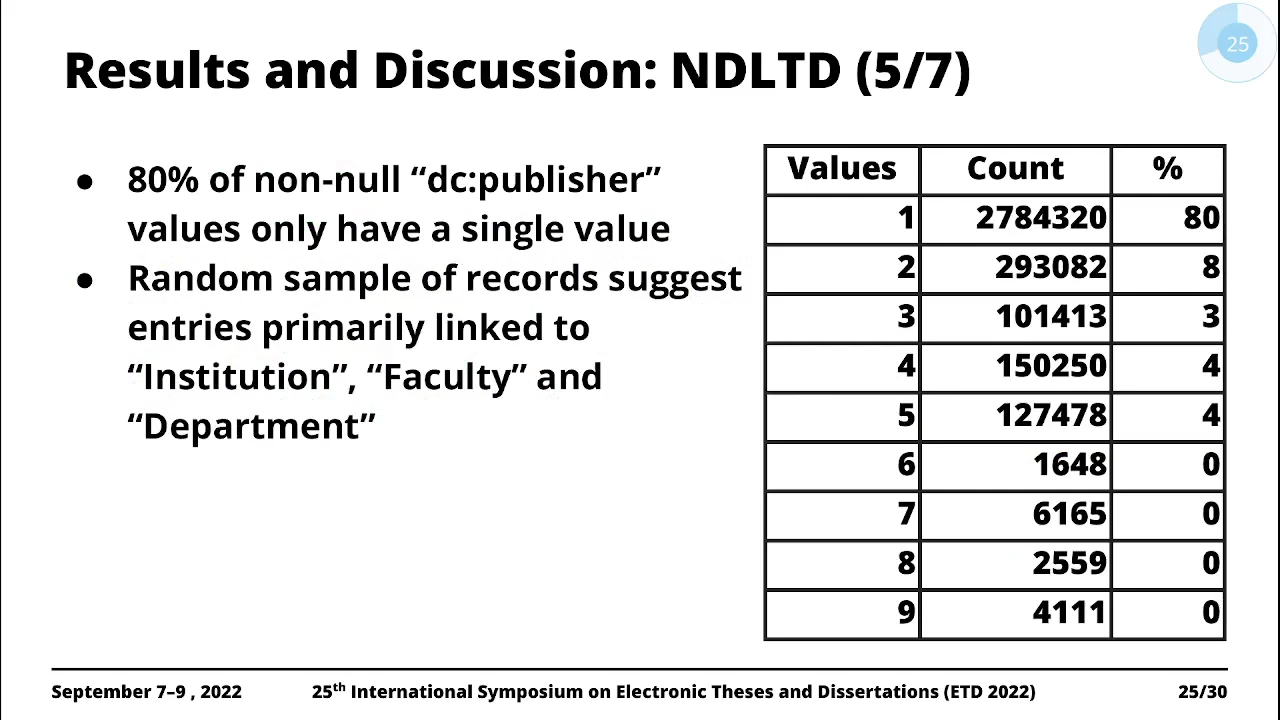 25
Results and Discussion: NDLTD (5/7)
● 80% of non-null “dc:publisher”
values only have a single value
● Random sample of records suggest
entries primarily linked to
“Institution”, “Faculty” and
“Department”
Values Count %
1 2784320 80
2 293082 8
3 101413 3
4 150250 4
5 127478 4
6 1648 0
7 6165 0
8 2559 0
9 4111 0
September 7–9 , 2022 25th International Symposium on Electronic Theses and Dissertations (ETD 2022) 25/30